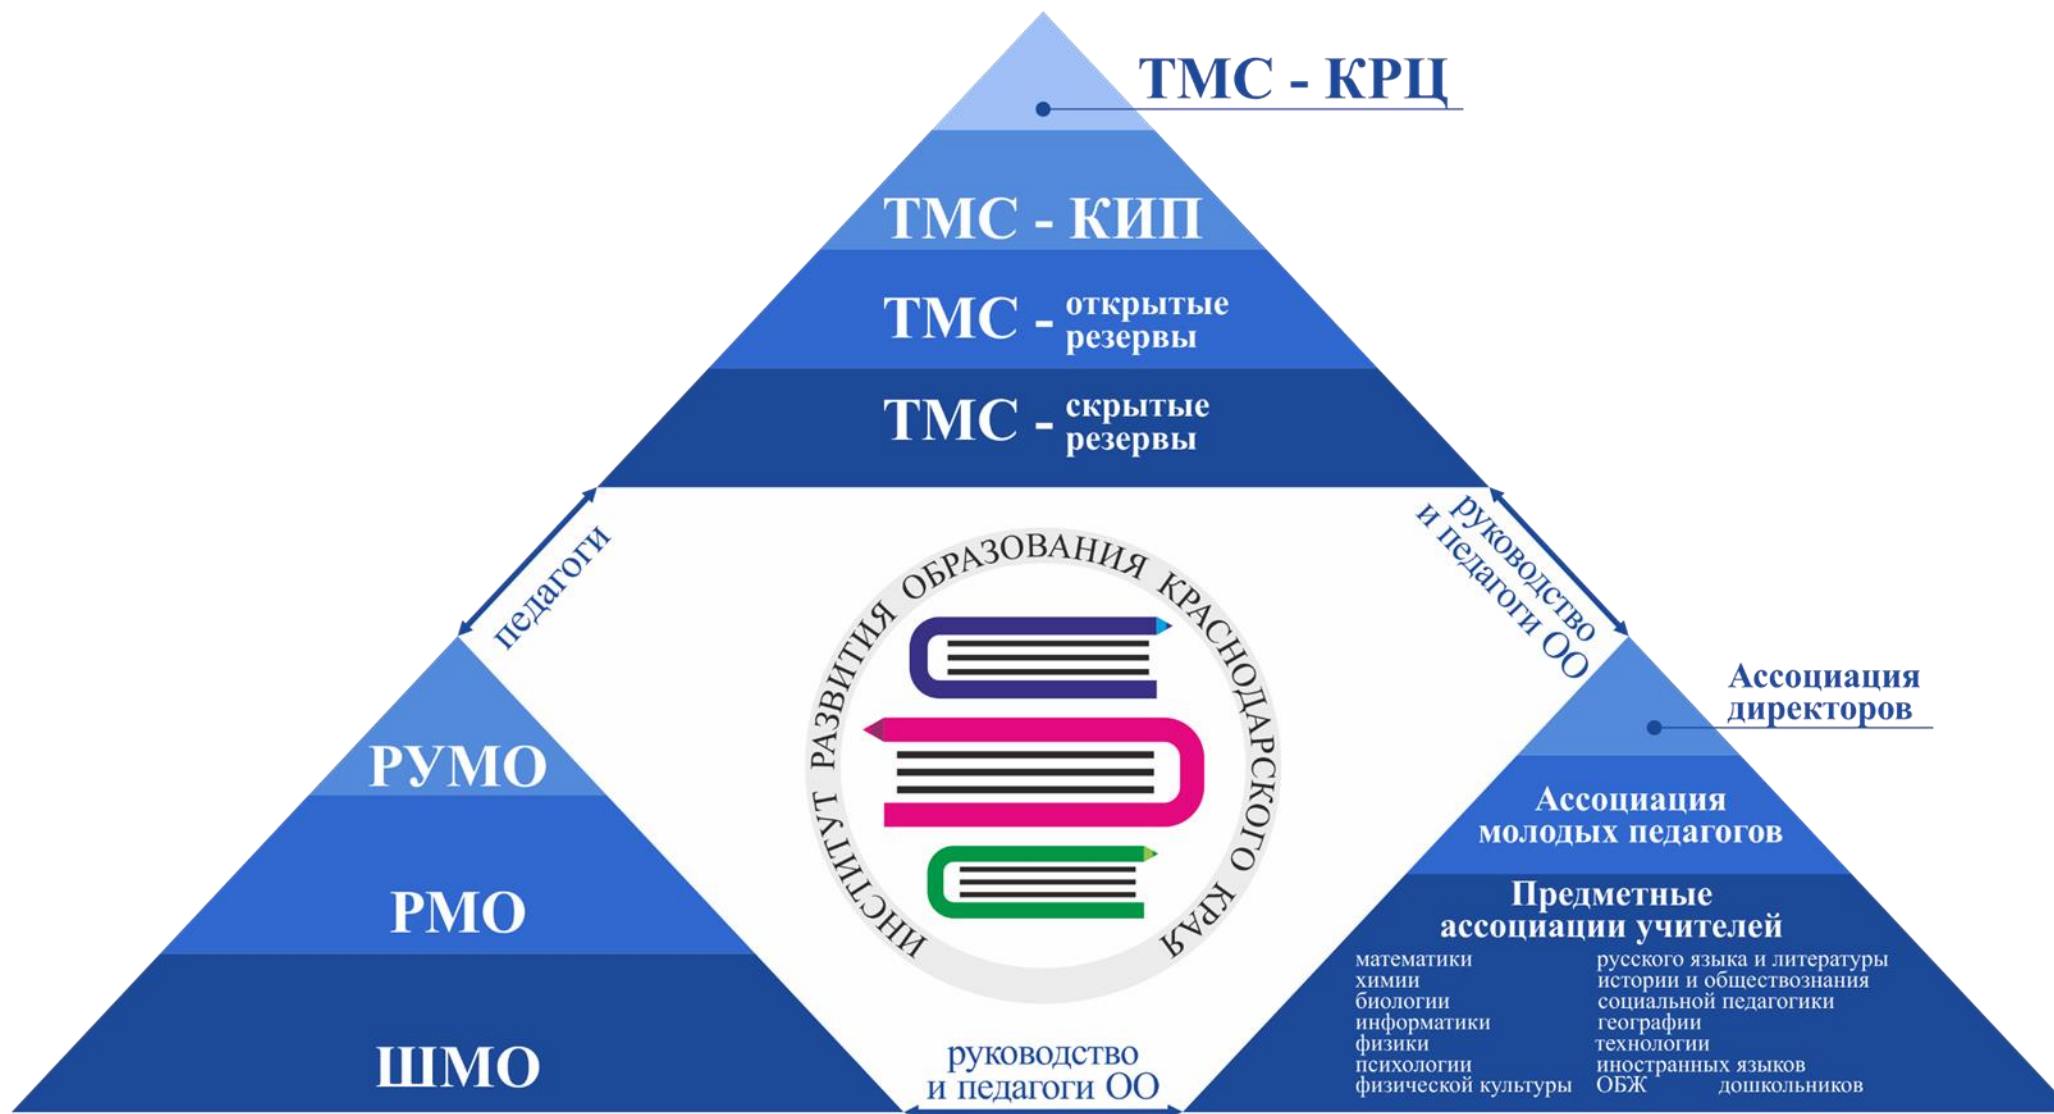 ТМС - КРЦ
ТМС - КИП
ТМС - открытые
резервы
ТМС - скрытые
резервы
педагоги
руководство
и педагоги ОО
ИНСТИТУТ РАЗВИТИЯ ОБРАЗОВАНИЯ КРАСНОДАРСКОГО КРАЯ
РУМО
РМО
ШМО
руководство
и педагоги ОО
Ассоциация
директоров
Ассоциация
молодых педагогов
Предметные
ассоциации учителей
математики
химии
биологии
информатики
физики
психологии
физической культуры
русского языка и литературы
истории и обществознания
социальной педагогики
географии
технологии
иностранных языков
ОБЖ дошкольников